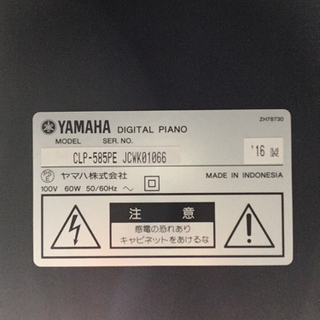 YAMAHA DIGITAL PIANO
ZH78730
MODEL SER. NO.
CLP-585PE JCWK01066
'16 製
ヤマハ株式会社
100V 60W 50/60Hz
MADE IN INDONESIA
注意
感電の恐れあり
キャビネットをあけるな